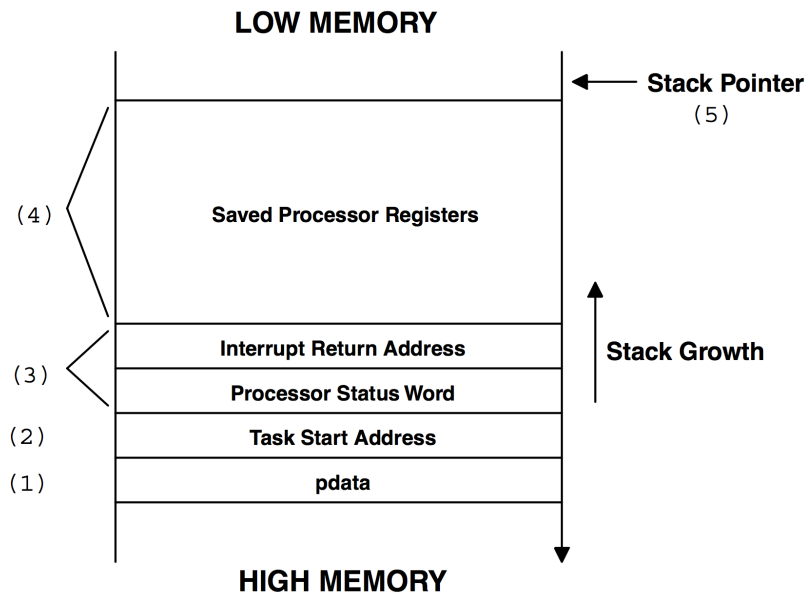 LOW MEMORY
Stack Pointer
(5)
(4)
Saved Processor Registers
Interrupt Return Address
Stack Growth
(3)
Processor Status Word
(2)
Task Start Address
(1)
pdata
HIGH MEMORY